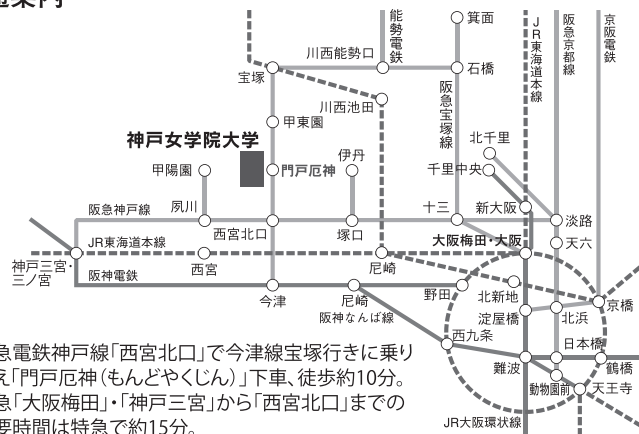 能勢電鉄
箕面
JR東海道本線
阪急京都線
京阪電鉄
川西能勢口
宝塚
石橋
川西池田
阪急宝塚線
甲東園
北千里
神戸女学院大学
伊丹
千里中央
甲陽園
門戸厄神
阪急神戸線
夙川
西宮北口
塚口
十三
新大阪
淡路
JR東海道本線
大阪梅田・大阪
天六
神戸三宮・
三ノ宮
西宮
尼崎
阪神電鉄
今津
尼崎
野田
北新地
京橋
阪神なんば線
淀屋橋
北浜
西九条
日本橋
難波
鶴橋
動物園前
天王寺
JR大阪環状線
急電鉄神戸線「西宮北口」で今津線宝塚行きに乗り
え「門戸厄神（もんどやくじん）」下車、徒歩約10分。
急「大阪梅田」・「神戸三宮」から「西宮北口」までの
要時間は特急で約15分。